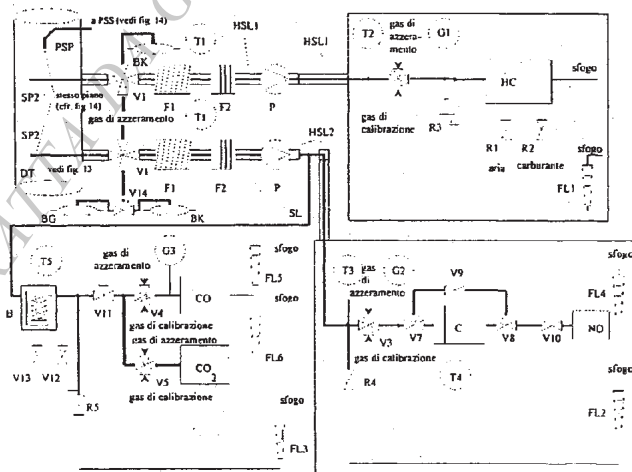 a PSS (vedi fig 14)
PSP
T1
HSL1
HSL1
BK
SP2
stesso piano
(cfr. fig 14)
V1
F1
F2
P
gas di azzeramento
T1
SP2
HSL2
DT
vedi fig 13
V1
F1
F2
P
V14
BG
BK
SL
T2
gas di
azzera-
mento
G1
HC
sfogo
gas di
calibrazione
R3
R1
R2
aria
carburante
sfogo
FL1
T5
gas di
azzeramento
G3
sfogo
FL5
B
V11
V4
CO
sfogo
gas di calibrazione
gas di azzeramento
FL6
V13
V12
V5
CO2
gas di calibrazione
sfogo
R5
FL3
T3
gas di
azzeramento
G2
V9
sfogo
FL4
V3
V7
C
V8
V10
NO
gas di calibrazione
R4
T4
sfogo
FL2